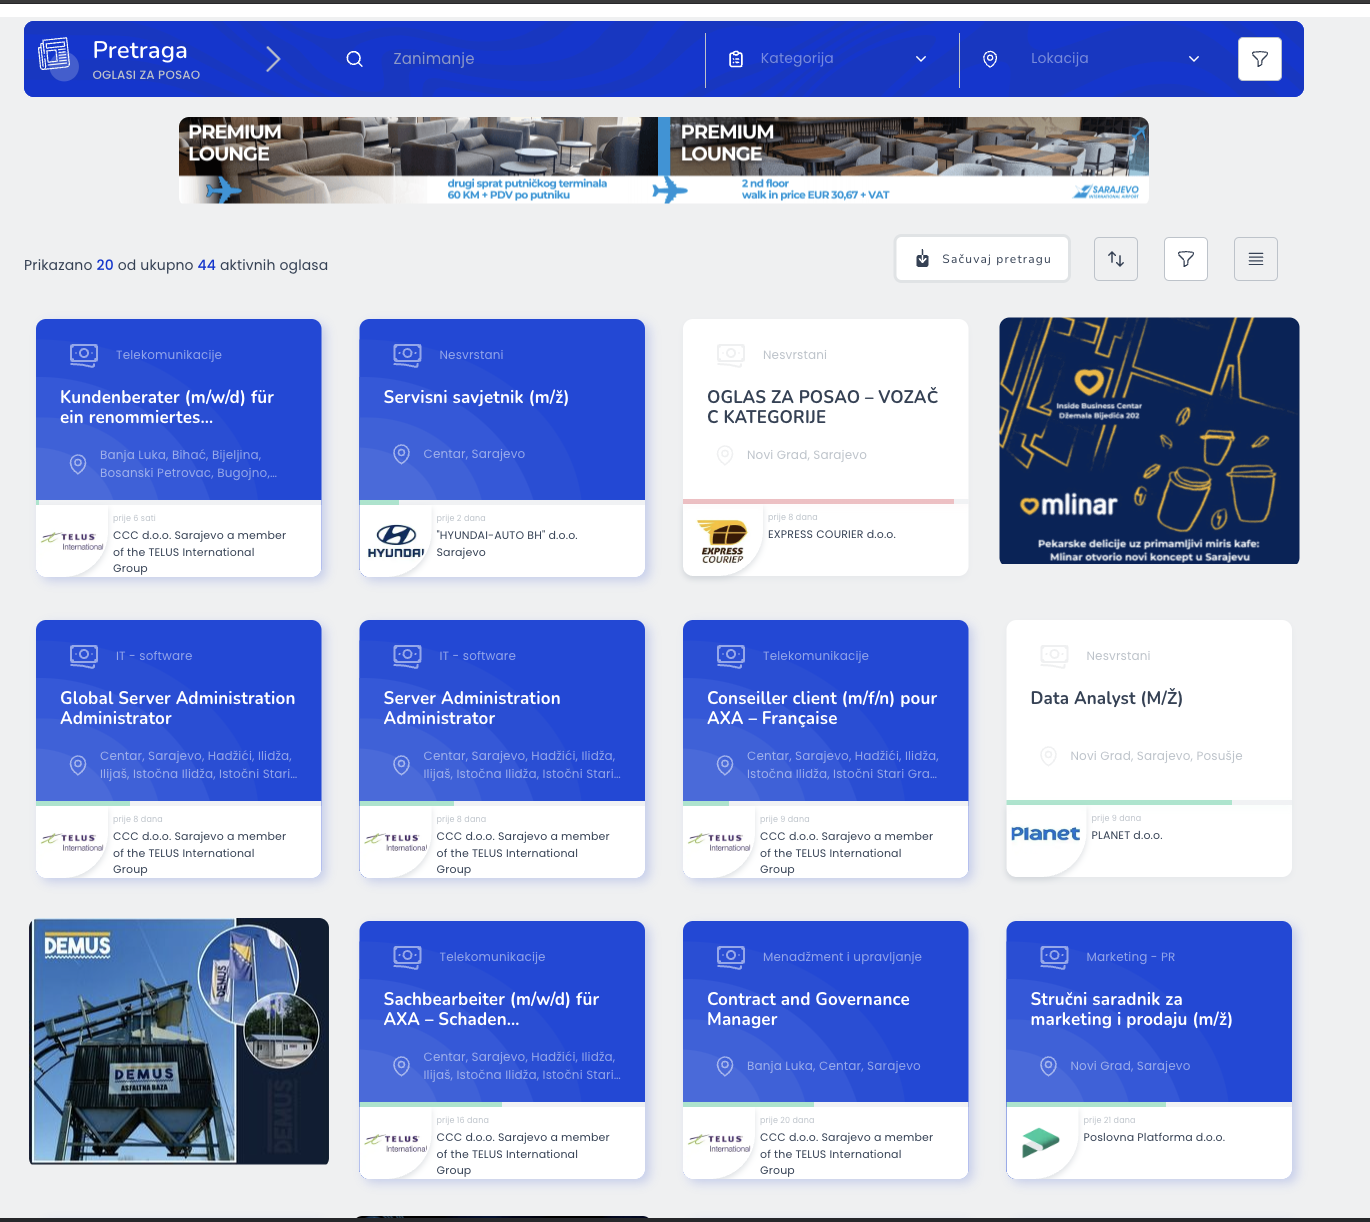 Pretraga
OGLASI ZA POSAO
Zanimanje
Kategorija
Lokacija
PREMIUM
LOUNGE
drugi sprat putničkog terminala
60 KM + PDV po putniku
PREMIUM
LOUNGE
2 nd floor
walk in price EUR 30,67 + VAT
SARAJEVO
INTERNATIONAL AIRPORT
Prikazano 20 od ukupno 44 aktivnih oglasa
Sačuvaj pretragu
Telekomunikacije
Kundenberater (m/w/d) für
ein renommiertes...
Banja Luka, Bihać, Bijeljina,
Bosanski Petrovac, Bugojno,...
prije 6 sati
TELUS
International
CCC d.o.o. Sarajevo a member
of the TELUS International
Group
Nesvrstani
Servisni savjetnik (m/ž)
Centar, Sarajevo
prije 2 dana
HYUNDAI
"HYUNDAI-AUTO BH" d.o.o.
Sarajevo
Nesvrstani
OGLAS ZA POSAO – VOZAČ
C KATEGORIJE
Novi Grad, Sarajevo
prije 8 dana
EXPRESS
COURIER
EXPRESS COURIER d.o.o.
Inside Business Centar
Džemala Bijedića 202
mlinar
Pekarske delicije uz primamljivi miris kafe:
Mlinar otvorio novi koncept u Sarajevu
IT - software
Global Server Administration
Administrator
Centar, Sarajevo, Hadžići, Ilidža,
Ilijaš, Istočna Ilidža, Istočni Stari...
prije 8 dana
TELUS
International
CCC d.o.o. Sarajevo a member
of the TELUS International
Group
IT - software
Server Administration
Administrator
Centar, Sarajevo, Hadžići, Ilidža,
Ilijaš, Istočna Ilidža, Istočni Stari...
prije 8 dana
TELUS
International
CCC d.o.o. Sarajevo a member
of the TELUS International
Group
Telekomunikacije
Conseiller client (m/f/n) pour
AXA – Française
Centar, Sarajevo, Hadžići, Ilidža,
Istočna Ilidža, Istočni Stari Gra...
prije 9 dana
TELUS
International
CCC d.o.o. Sarajevo a member
of the TELUS International
Group
Nesvrstani
Data Analyst (M/Ž)
Novi Grad, Sarajevo, Posušje
prije 9 dana
Planet
PLANET d.o.o.
DEMUS
DEMUS
DEMUS
ASFALTNA BAZA
DEMUS
Telekomunikacije
Sachbearbeiter (m/w/d) für
AXA – Schaden...
Centar, Sarajevo, Hadžići, Ilidža,
Ilijaš, Istočna Ilidža, Istočni Stari...
prije 16 dana
TELUS
International
CCC d.o.o. Sarajevo a member
of the TELUS International
Group
Menadžment i upravljanje
Contract and Governance
Manager
Banja Luka, Centar, Sarajevo
prije 20 dana
TELUS
International
CCC d.o.o. Sarajevo a member
of the TELUS International
Group
Marketing - PR
Stručni saradnik za
marketing i prodaju (m/ž)
Novi Grad, Sarajevo
prije 21 dana
Poslovna Platforma d.o.o.